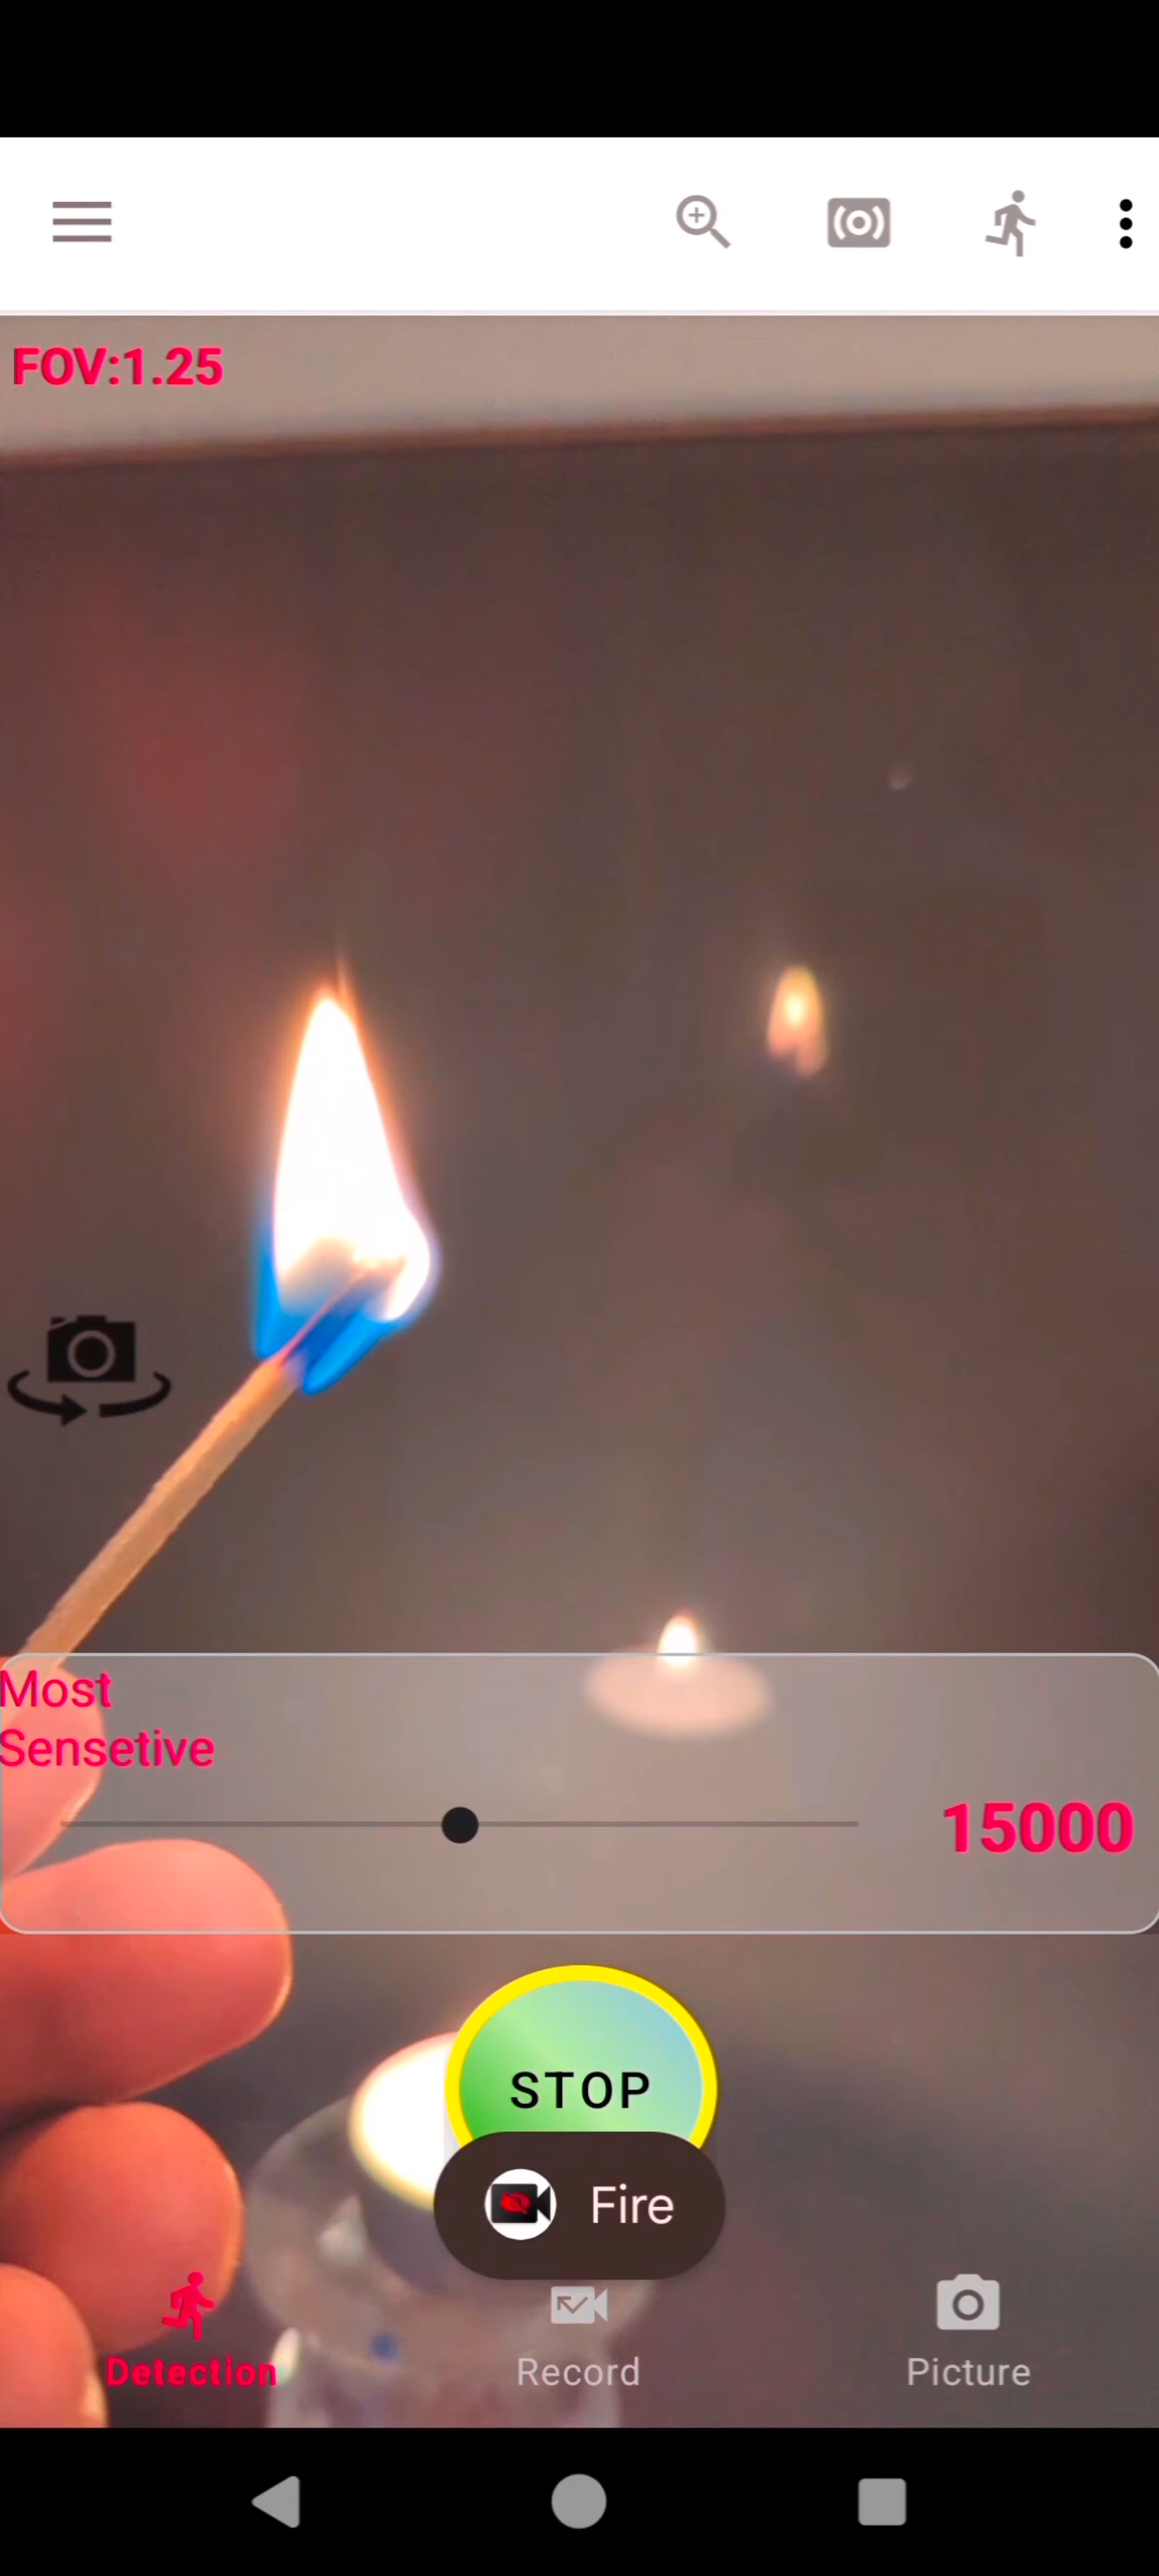 FOV:1.25
Most
Sensetive
15000
STOP
Fire
Detection
Record
Picture